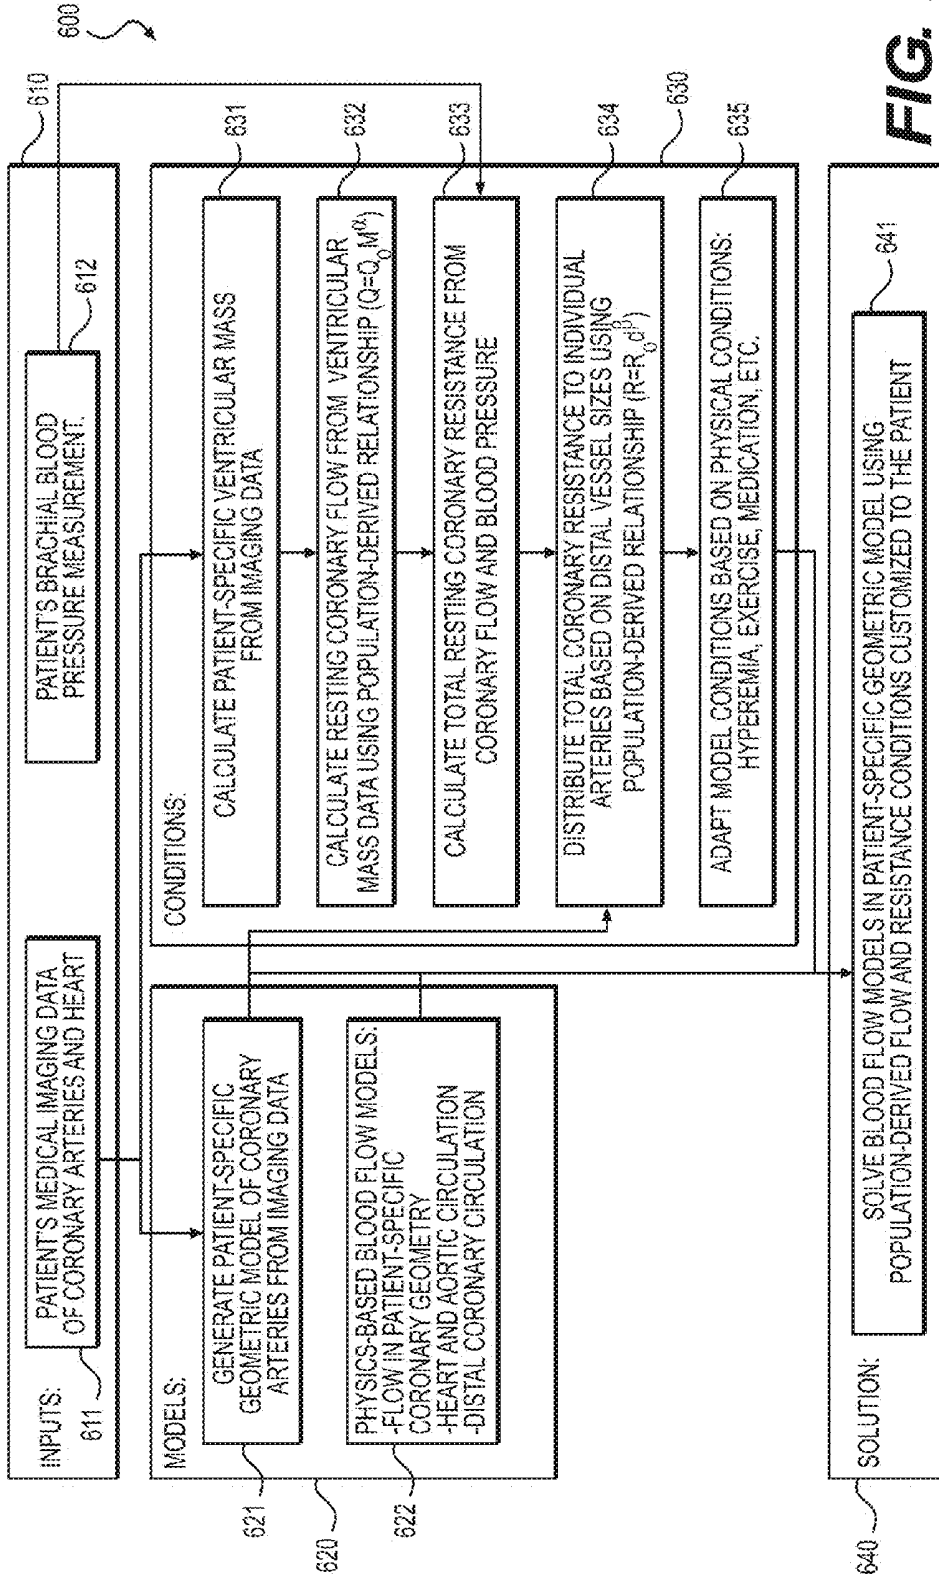 600
INPUTS:
610
611
PATIENT'S MEDICAL IMAGING DATA
OF CORONARY ARTERIES AND HEART
PATIENT'S BRACHIAL BLOOD
PRESSURE MEASUREMENT.
612
MODELS:
620
621
GENERATE PATIENT-SPECIFIC
GEOMETRIC MODEL OF CORONARY
ARTERIES FROM IMAGING DATA
622
PHYSICS-BASED BLOOD FLOW MODELS:
-FLOW IN PATIENT-SPECIFIC
CORONARY GEOMETRY
-HEART AND AORTIC CIRCULATION
-DISTAL CORONARY CIRCULATION
CONDITIONS:
630
CALCULATE PATIENT-SPECIFIC VENTRICULAR MASS
FROM IMAGING DATA
631
CALCULATE RESTING CORONARY FLOW FROM VENTRICULAR
MASS DATA USING POPULATION-DERIVED RELATIONSHIP (Q=QₒM^α)
632
CALCULATE TOTAL RESTING CORONARY RESISTANCE FROM
CORONARY FLOW AND BLOOD PRESSURE
633
DISTRIBUTE TOTAL CORONARY RESISTANCE TO INDIVIDUAL
ARTERIES BASED ON DISTAL VESSEL SIZES USING
POPULATION-DERIVED RELATIONSHIP (R=Rₒd^β)
634
ADAPT MODEL CONDITIONS BASED ON PHYSICAL CONDITIONS:
HYPEREMIA, EXERCISE, MEDICATION, ETC.
635
SOLUTION:
640
SOLVE BLOOD FLOW MODELS IN PATIENT-SPECIFIC GEOMETRIC MODEL USING
POPULATION-DERIVED FLOW AND RESISTANCE CONDITIONS CUSTOMIZED TO THE PATIENT
641
FIG.